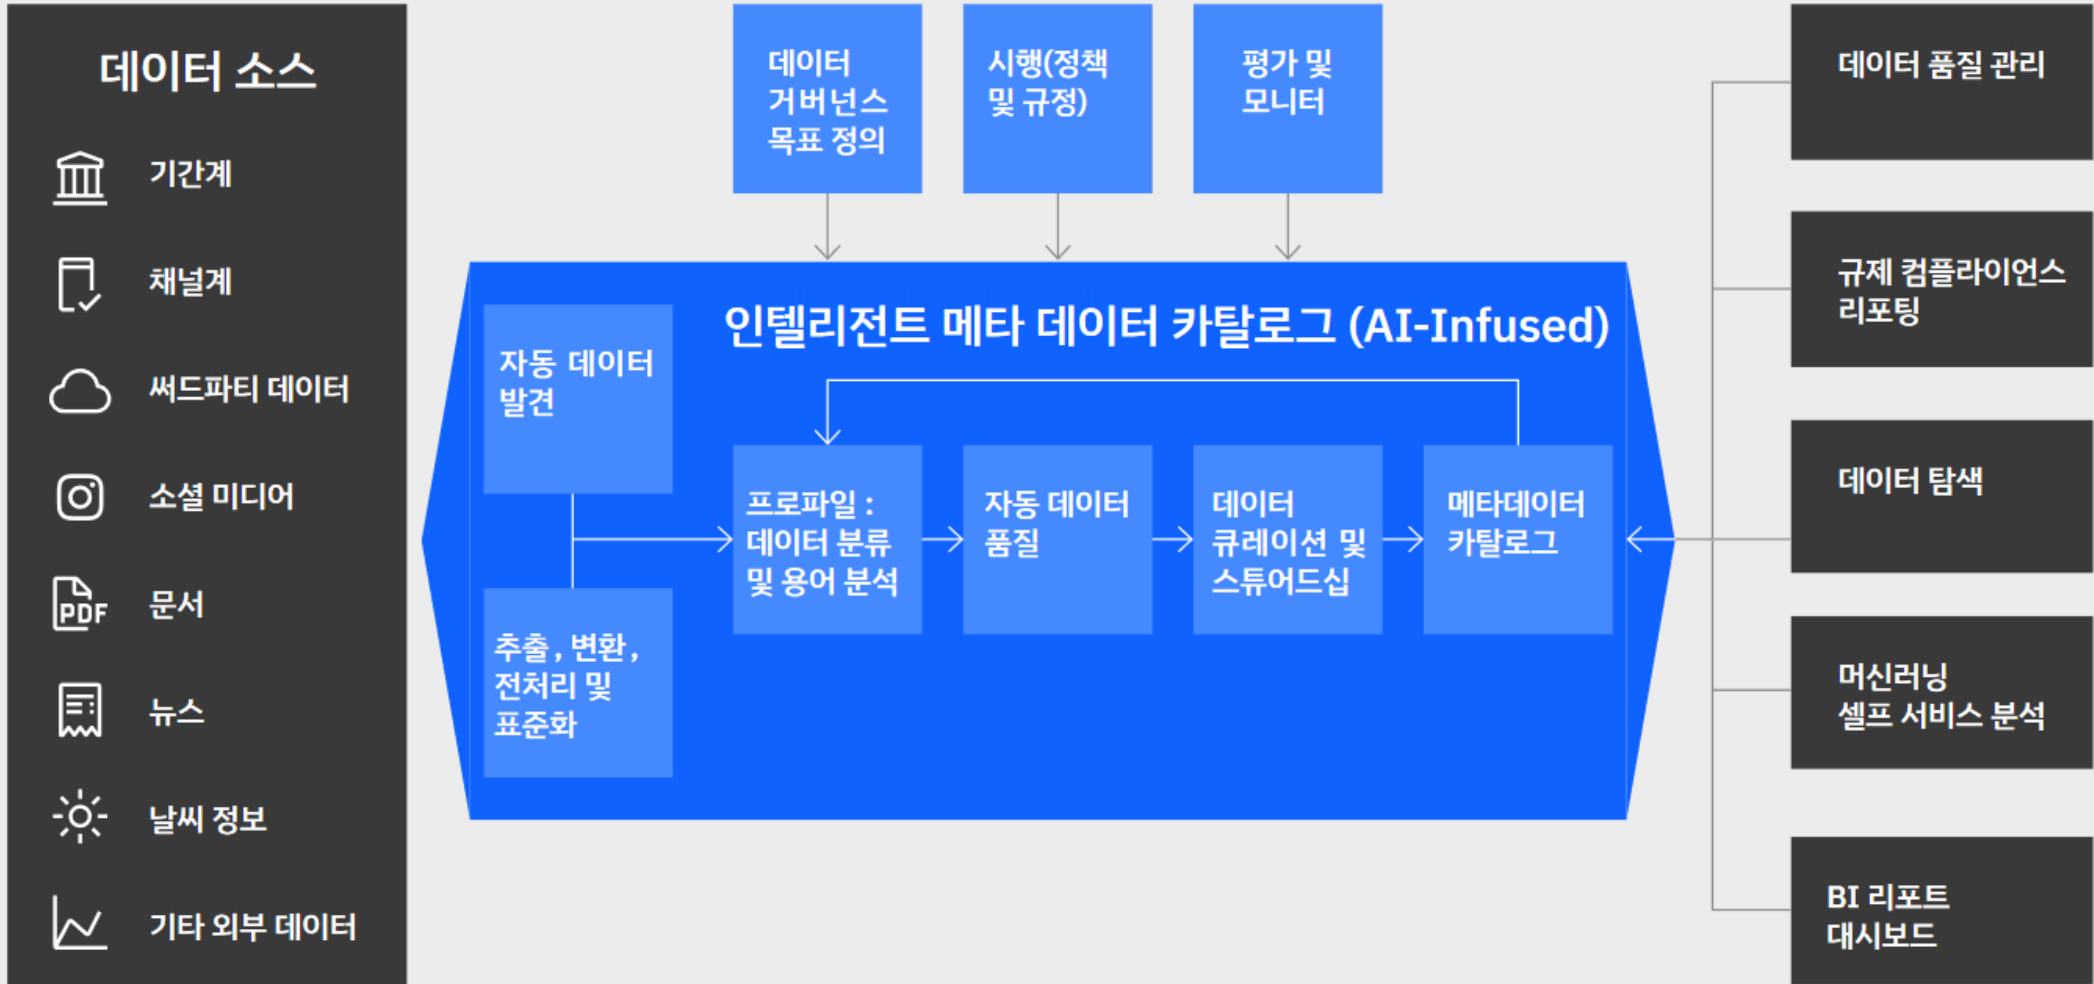 데이터 소스
기간계
채널계
써드파티 데이터
소셜 미디어
PDF
문서
뉴스
날씨 정보
기타 외부 데이터
데이터
거버넌스
목표 정의
시행(정책
및 규정)
평가 및
모니터
인텔리전트 메타 데이터 카탈로그 (AI-Infused)
자동 데이터
발견
추출, 변환,
전처리 및
표준화
프로파일 :
데이터 분류
및 용어 분석
자동 데이터
품질
데이터
큐레이션 및
스튜어드십
메타데이터
카탈로그
데이터 품질 관리
규제 컴플라이언스
리포팅
데이터 탐색
머신러닝
셀프 서비스 분석
BI 리포트
대시보드